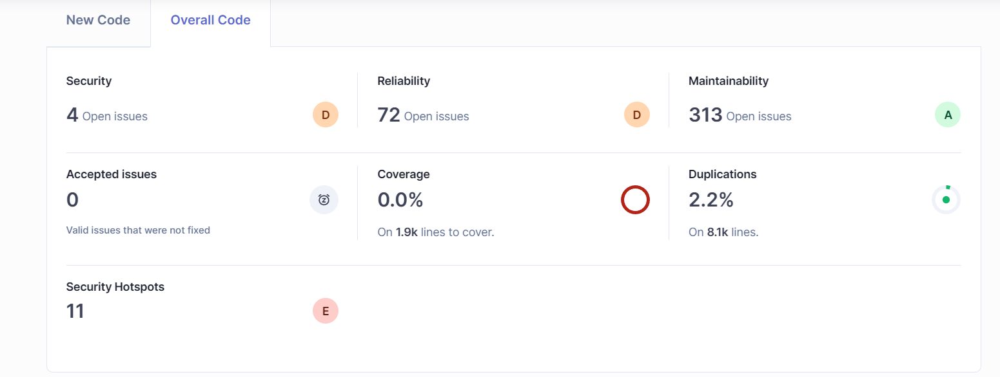 New Code
Overall Code
Security
4 Open issues
D
Reliability
72 Open issues
D
Maintainability
313 Open issues
A
Accepted issues
0
Valid issues that were not fixed
Coverage
0.0%
On 1.9k lines to cover.
Duplications
2.2%
On 8.1k lines.
Security Hotspots
11
E